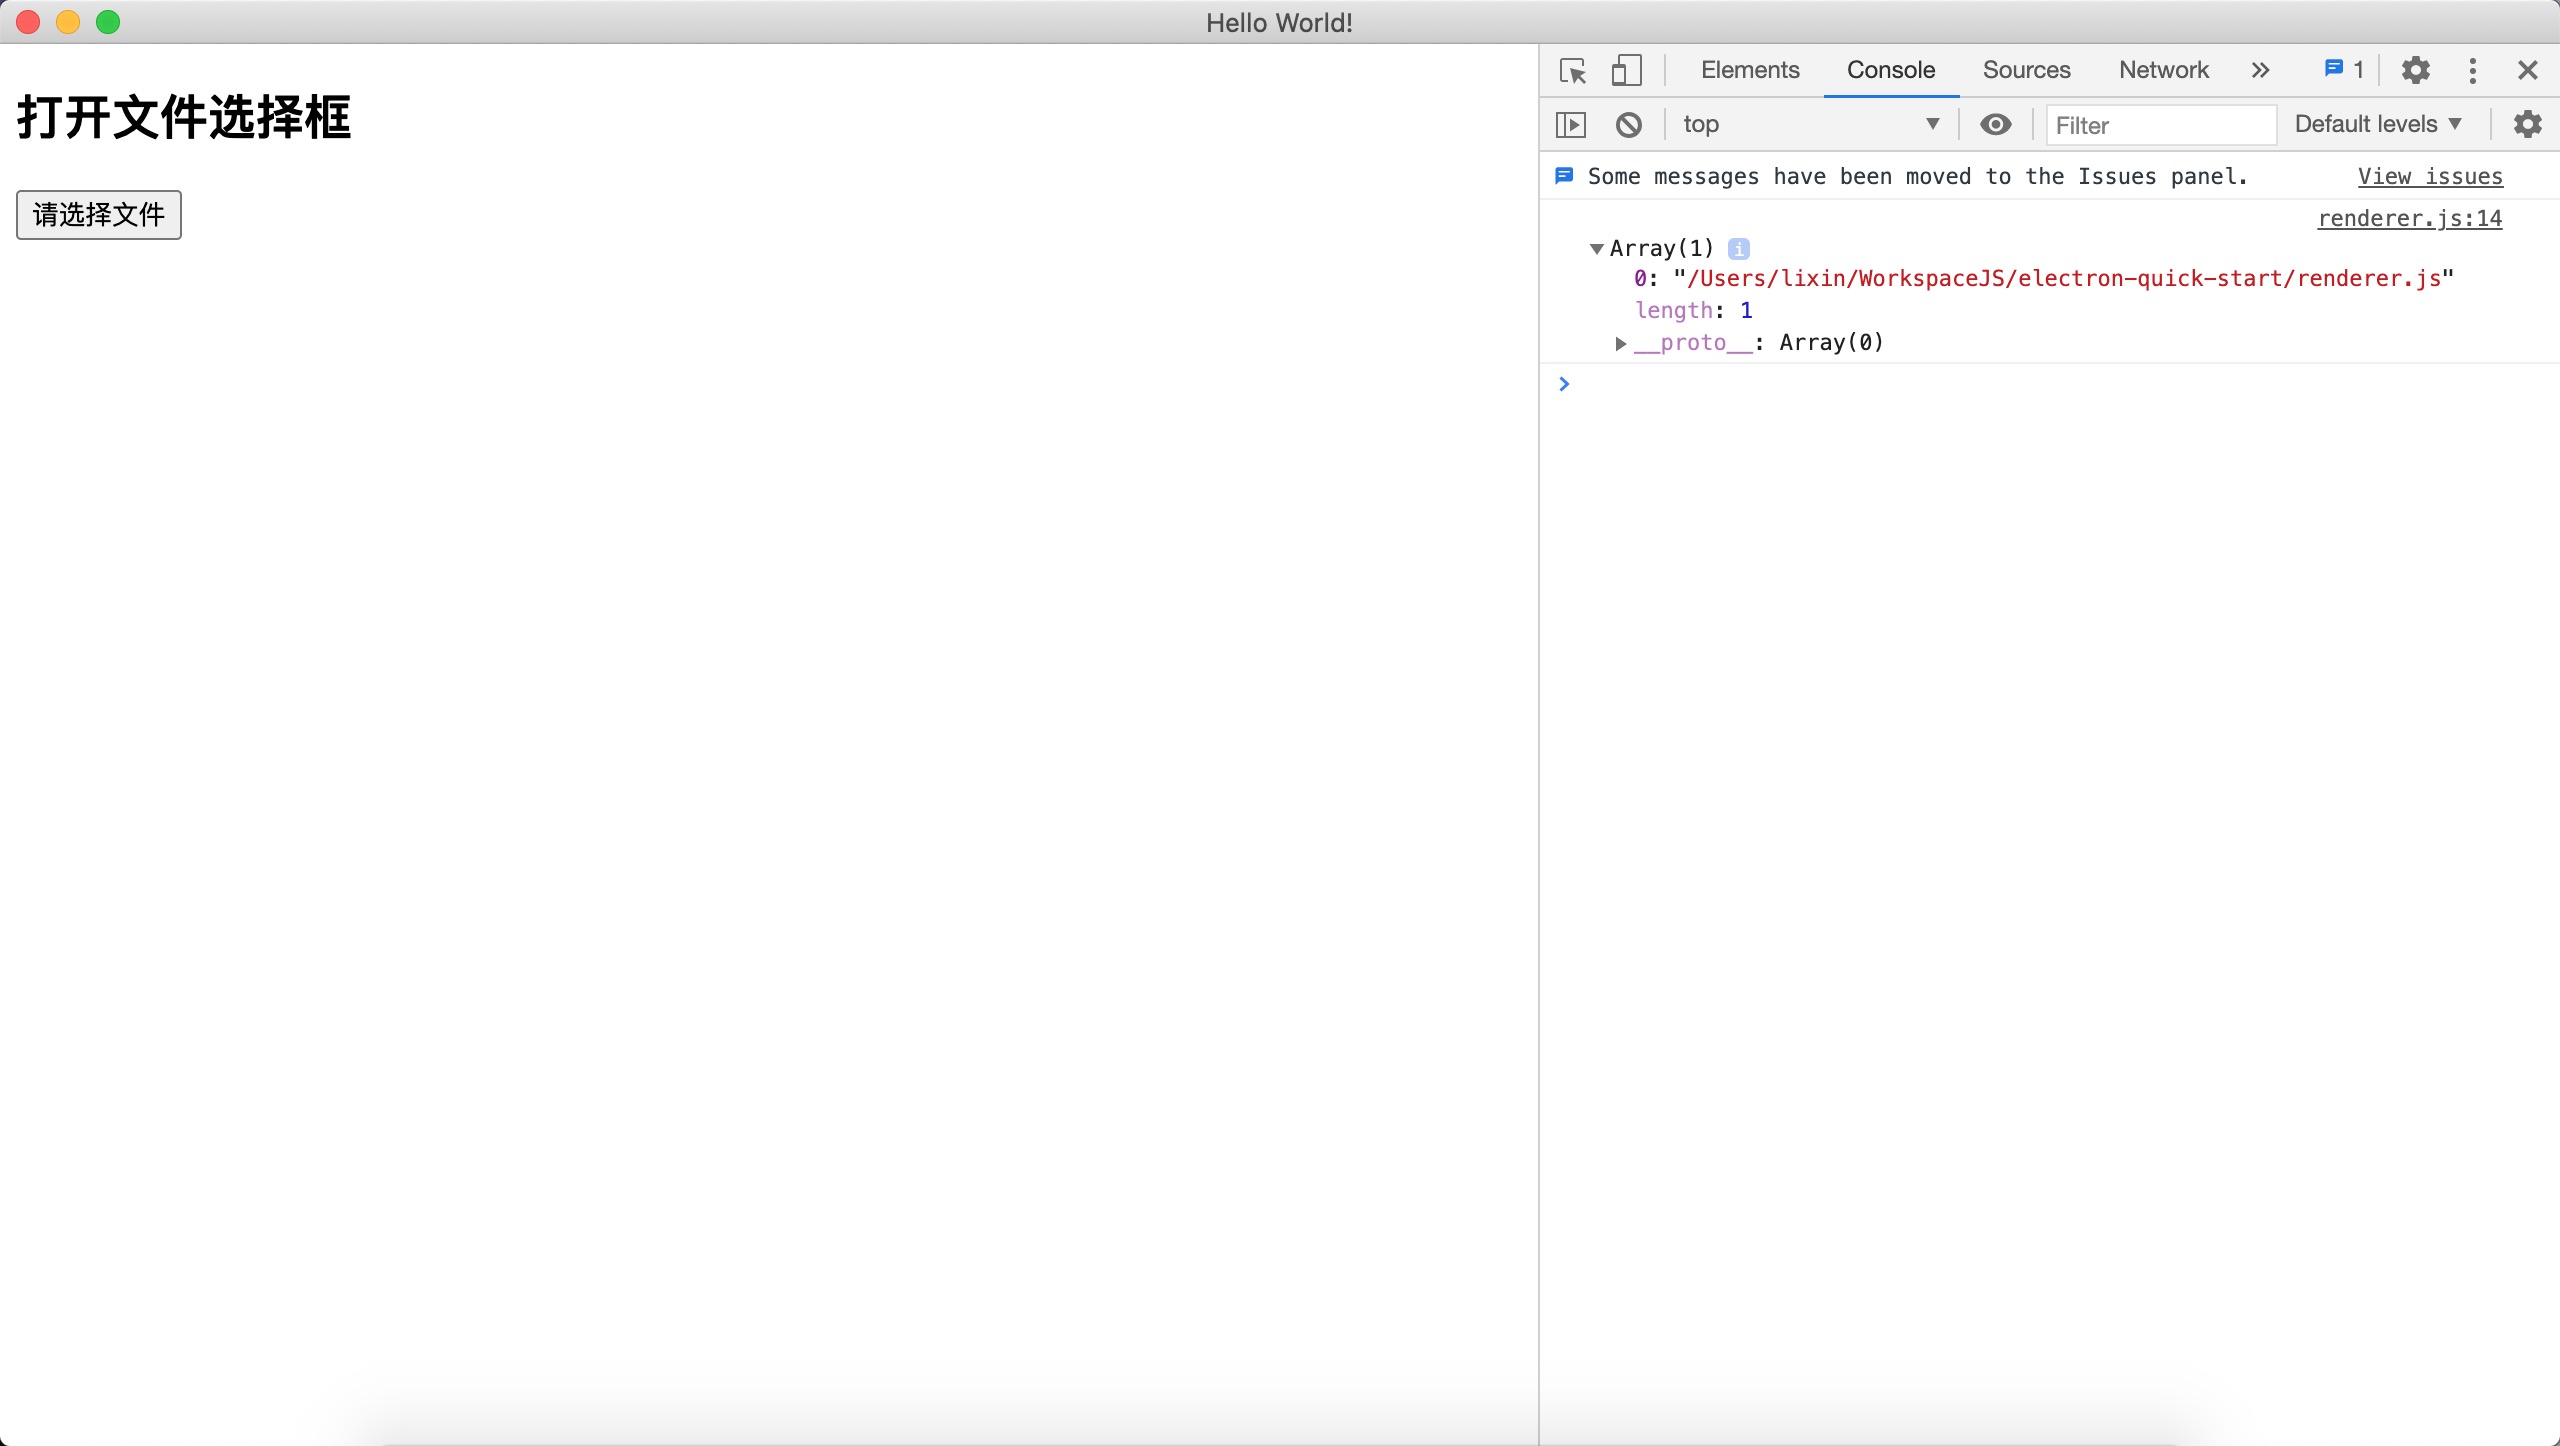 Hello World!
打开文件选择框
请选择文件
Elements Console Sources Network 1
top Filter Default levels
Some messages have been moved to the Issues panel. View issues
renderer.js:14
Array(1) i
0: "/Users/lixin/WorkspaceJS/electron-quick-start/renderer.js"
length: 1
__proto__: Array(0)